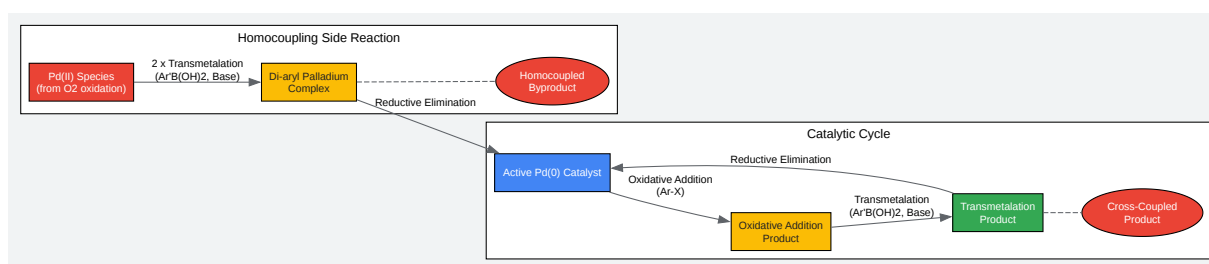 Homocoupling Side Reaction
2 x Transmetalation
(Ar'B(OH)2, Base)
Pd(II) Species
(from O2 oxidation)
Di-aryl Palladium
Complex
Homocoupled
Byproduct
Reductive Elimination
Catalytic Cycle
Reductive Elimination
Active Pd(0) Catalyst
Oxidative Addition
(Ar-X)
Transmetalation
(Ar'B(OH)2, Base)
Transmetalation
Product
Cross-Coupled
Product
Oxidative Addition
Product